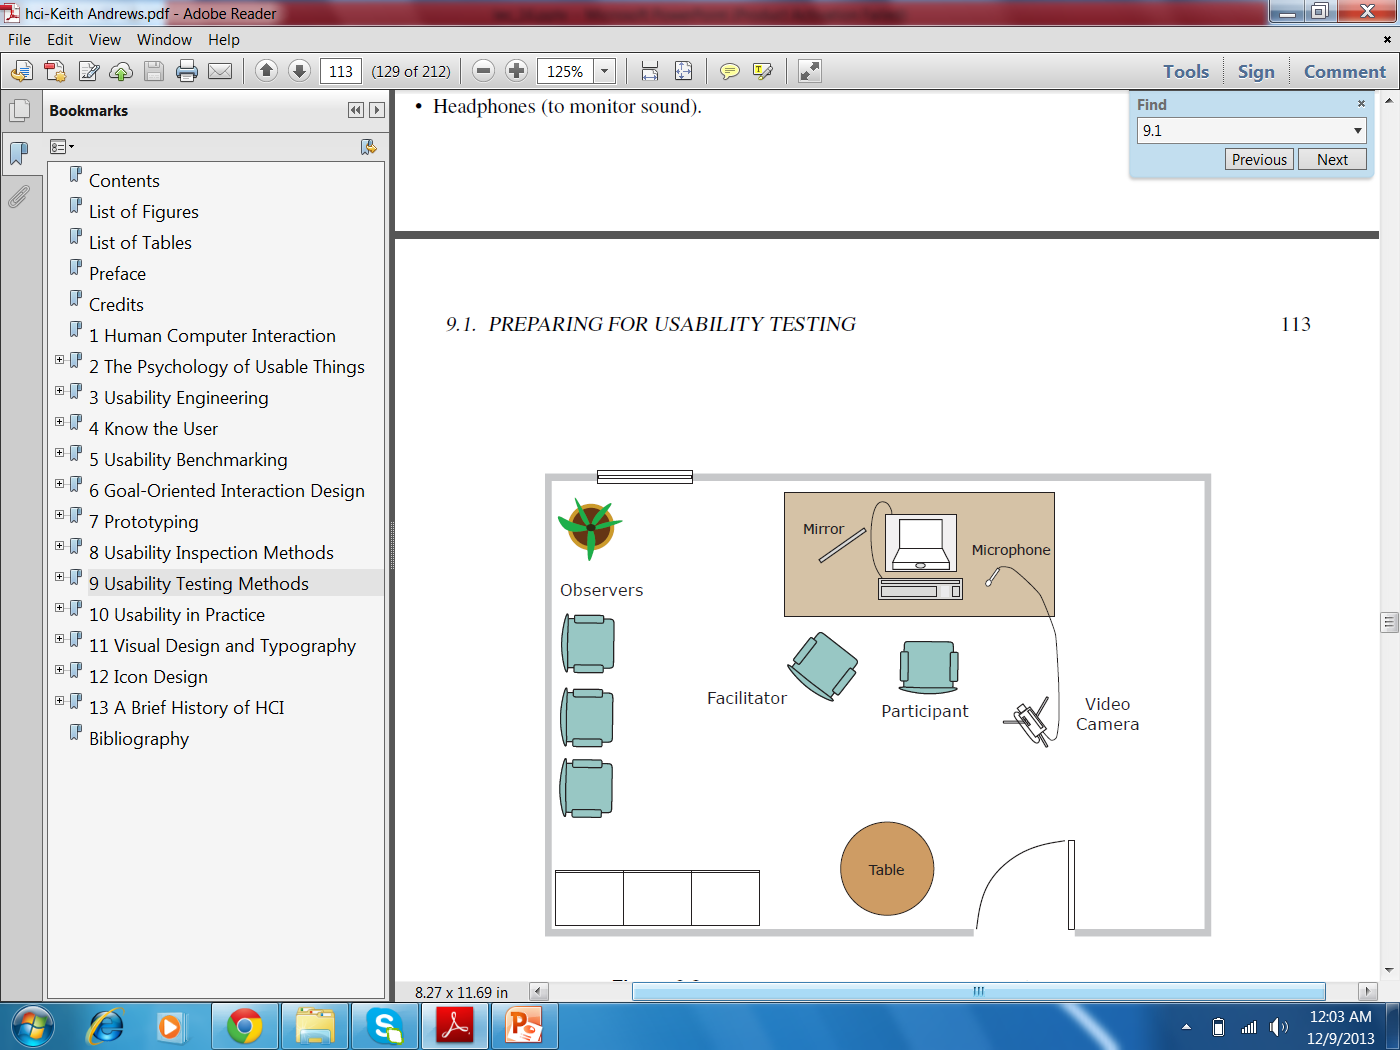 hci-Keith Andrews.pdf - Adobe Reader
File Edit View Window Help
113 (129 of 212) 125% Tools Sign Comment
Bookmarks
Contents
List of Figures
List of Tables
Preface
Credits
1 Human Computer Interaction
2 The Psychology of Usable Things
3 Usability Engineering
4 Know the User
5 Usability Benchmarking
6 Goal-Oriented Interaction Design
7 Prototyping
8 Usability Inspection Methods
9 Usability Testing Methods
10 Usability in Practice
11 Visual Design and Typography
12 Icon Design
13 A Brief History of HCI
Bibliography
• Headphones (to monitor sound).
Find
9.1
Previous Next
9.1. PREPARING FOR USABILITY TESTING 113
Mirror
Microphone
Observers
Facilitator
Participant
Video
Camera
Table
8.27 x 11.69 in
12:03 AM
12/9/2013